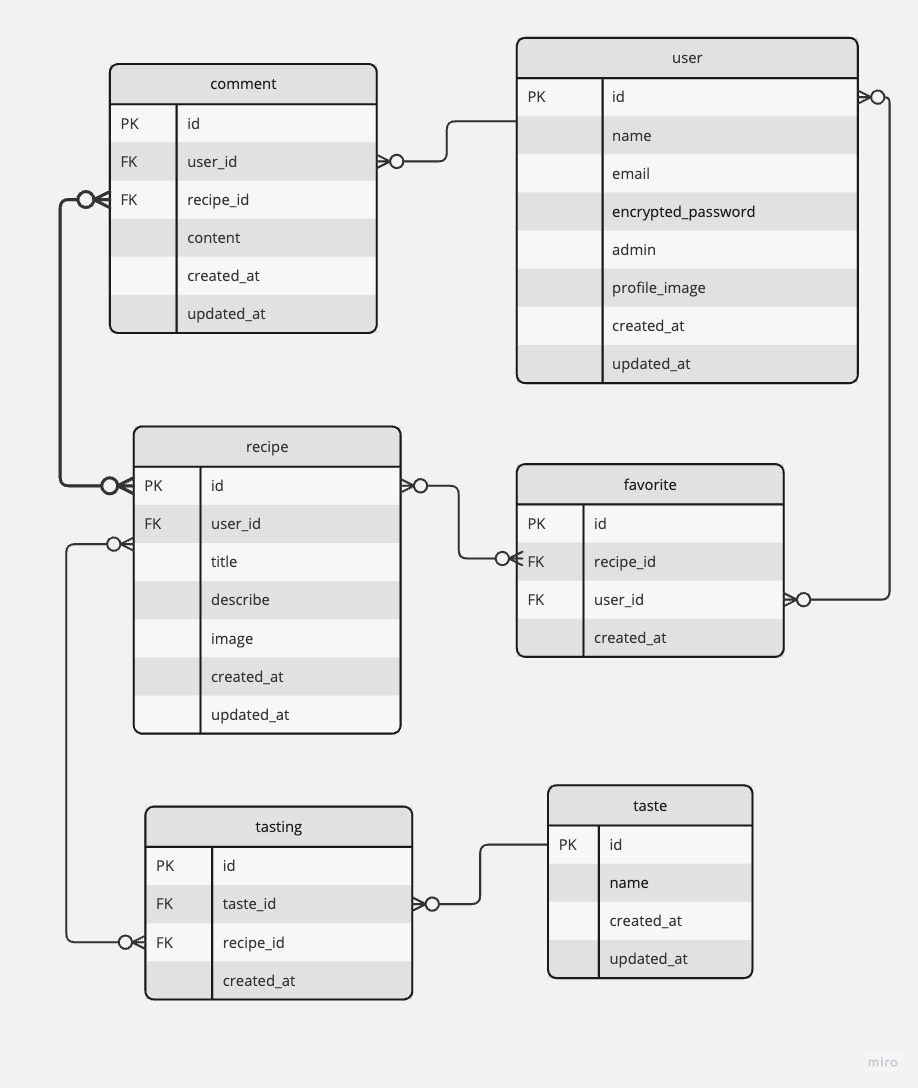 comment
PK id
FK user_id
FK recipe_id
content
created_at
updated_at
user
PK id
name
email
encrypted_password
admin
profile_image
created_at
updated_at
recipe
PK id
FK user_id
title
describe
image
created_at
updated_at
favorite
PK id
FK recipe_id
FK user_id
created_at
tasting
PK id
FK taste_id
FK recipe_id
created_at
taste
PK id
name
created_at
updated_at
miro